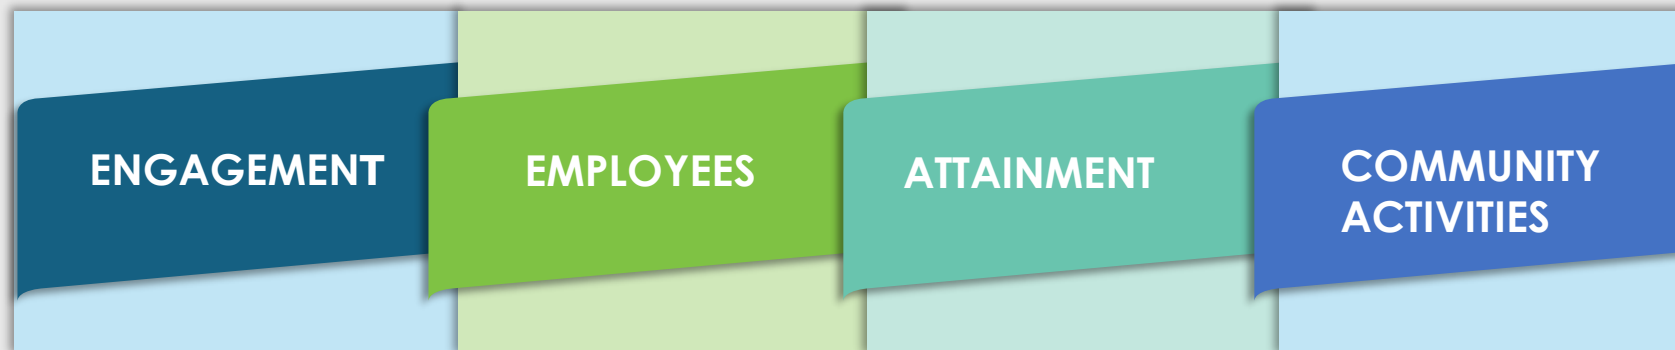 ENGAGEMENT
EMPLOYEES
ATTAINMENT
COMMUNITY
ACTIVITIES